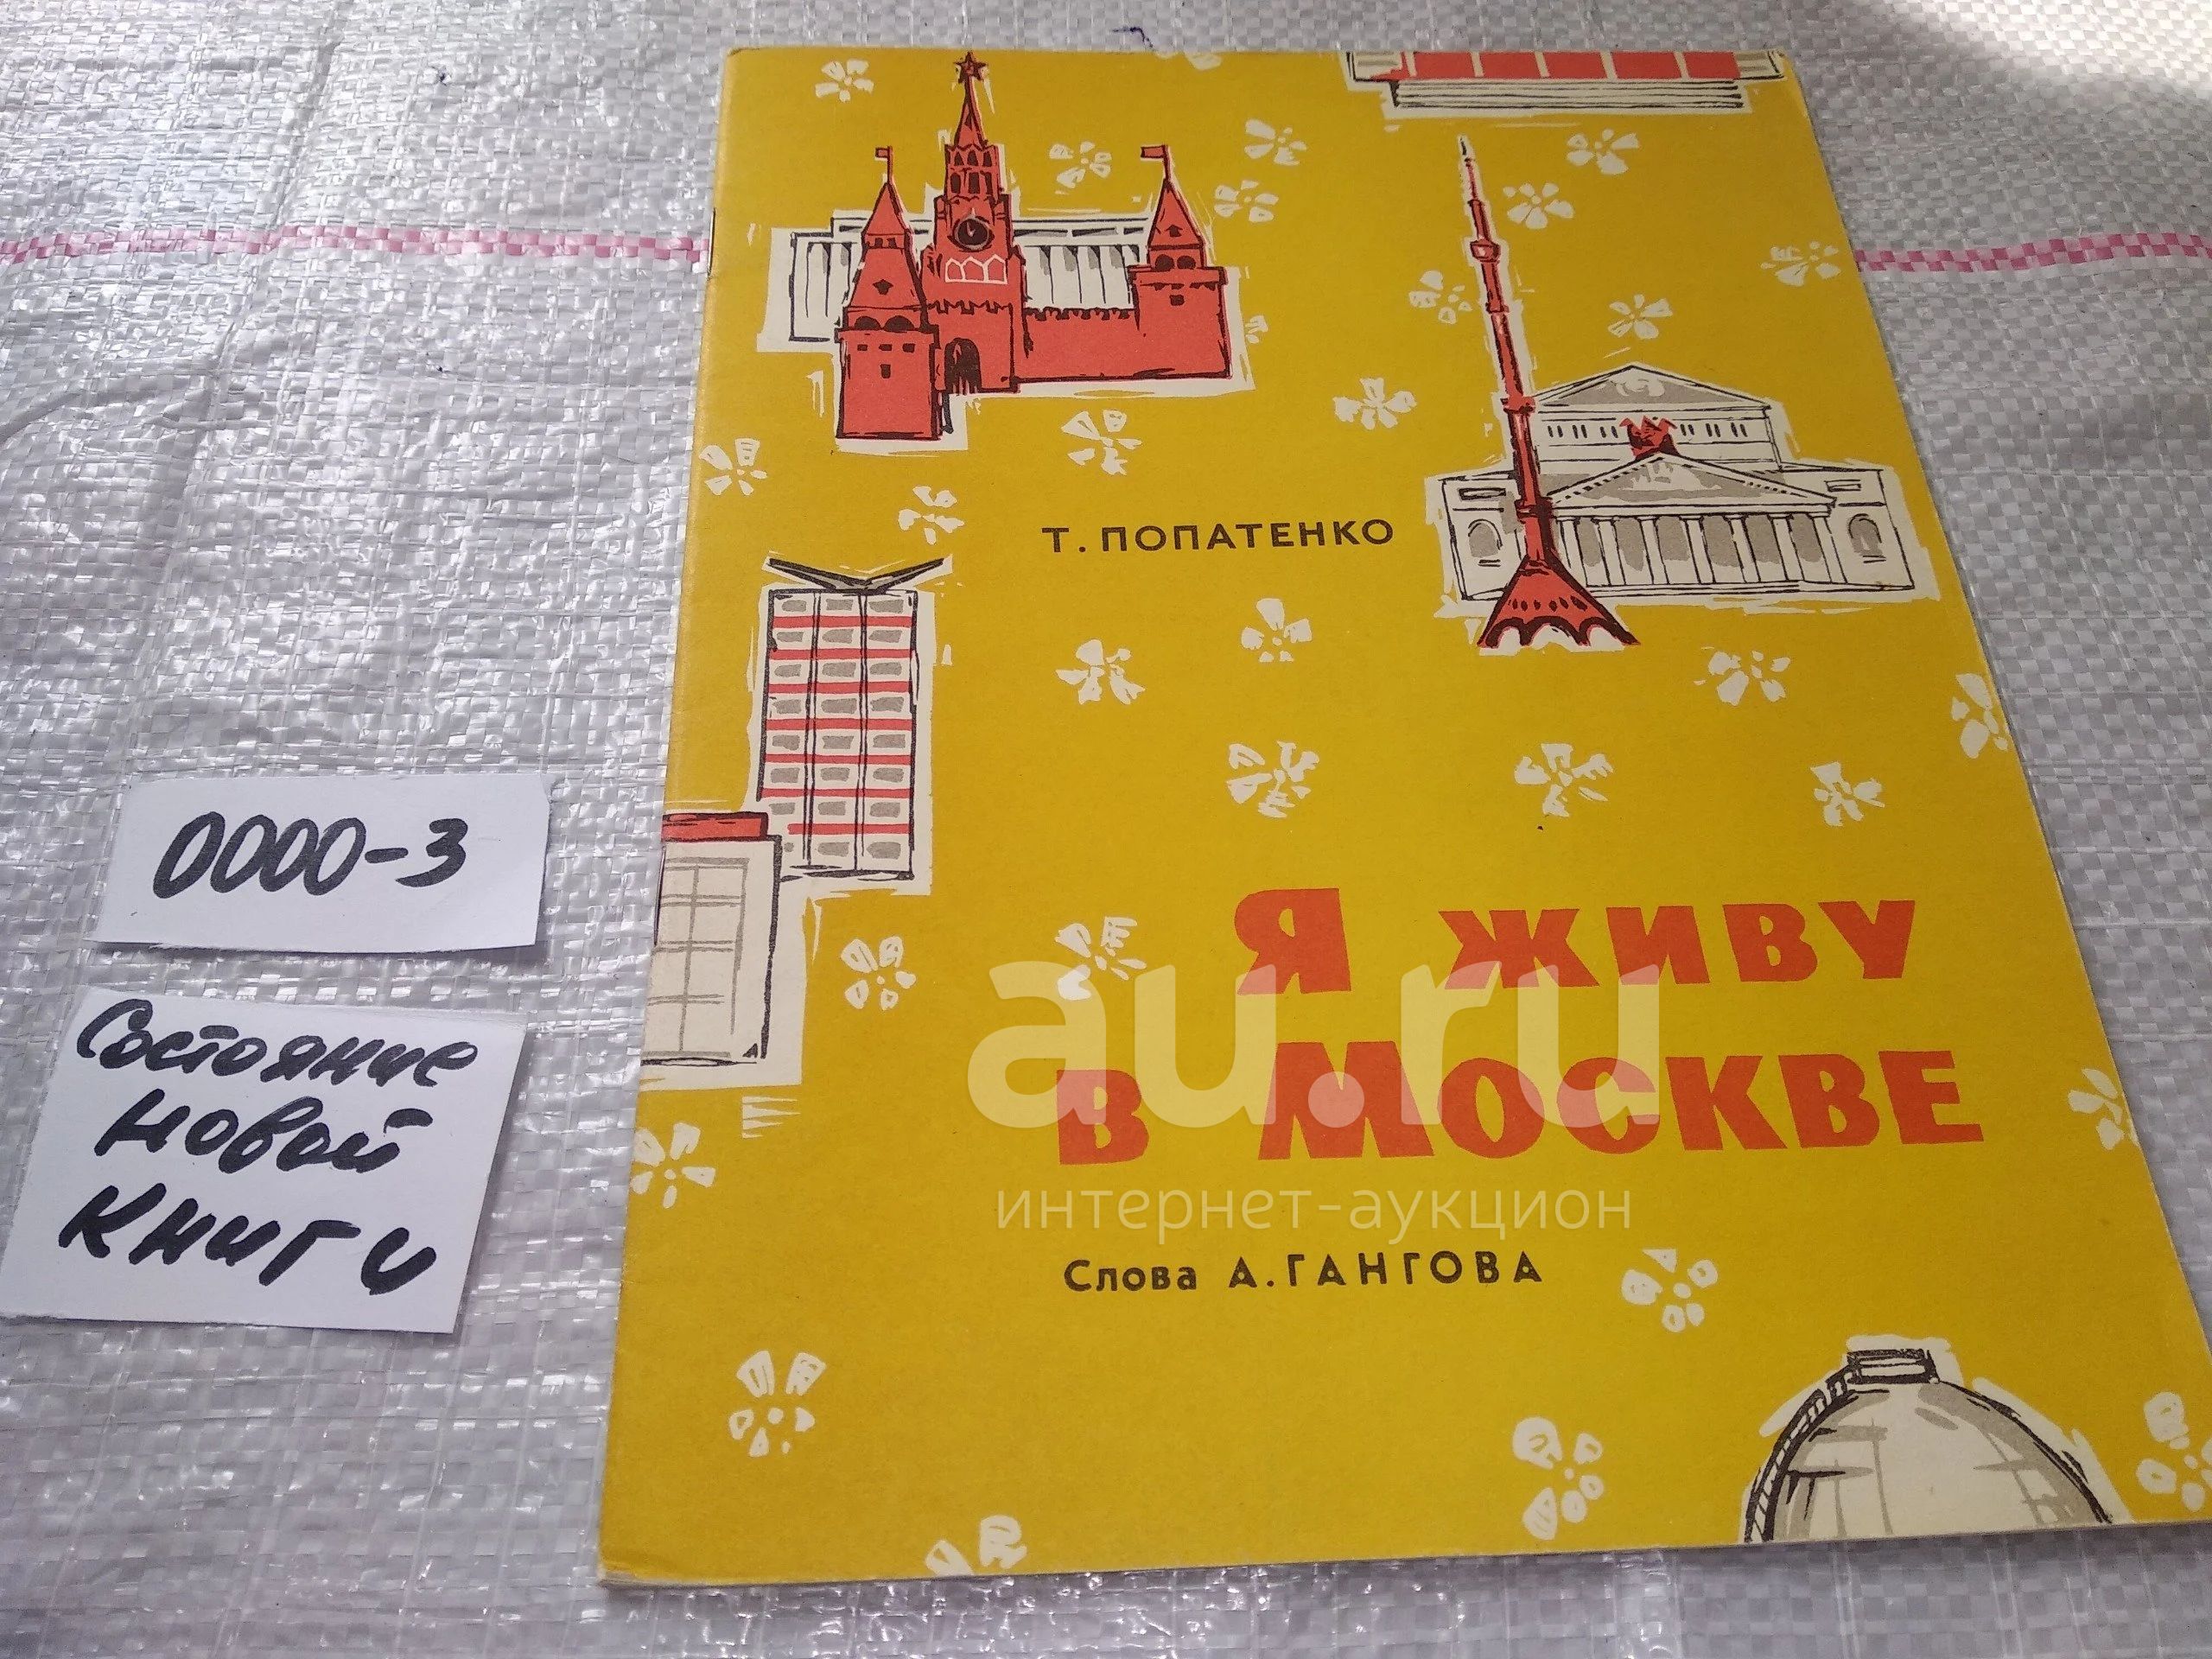 Т. ПОПАТЕНКО
Я ЖИВУ
В МОСКВЕ
Слова А. ГАНГОВА
0000-3
Состояние
новой
книги
au.ru
интернет-аукцион